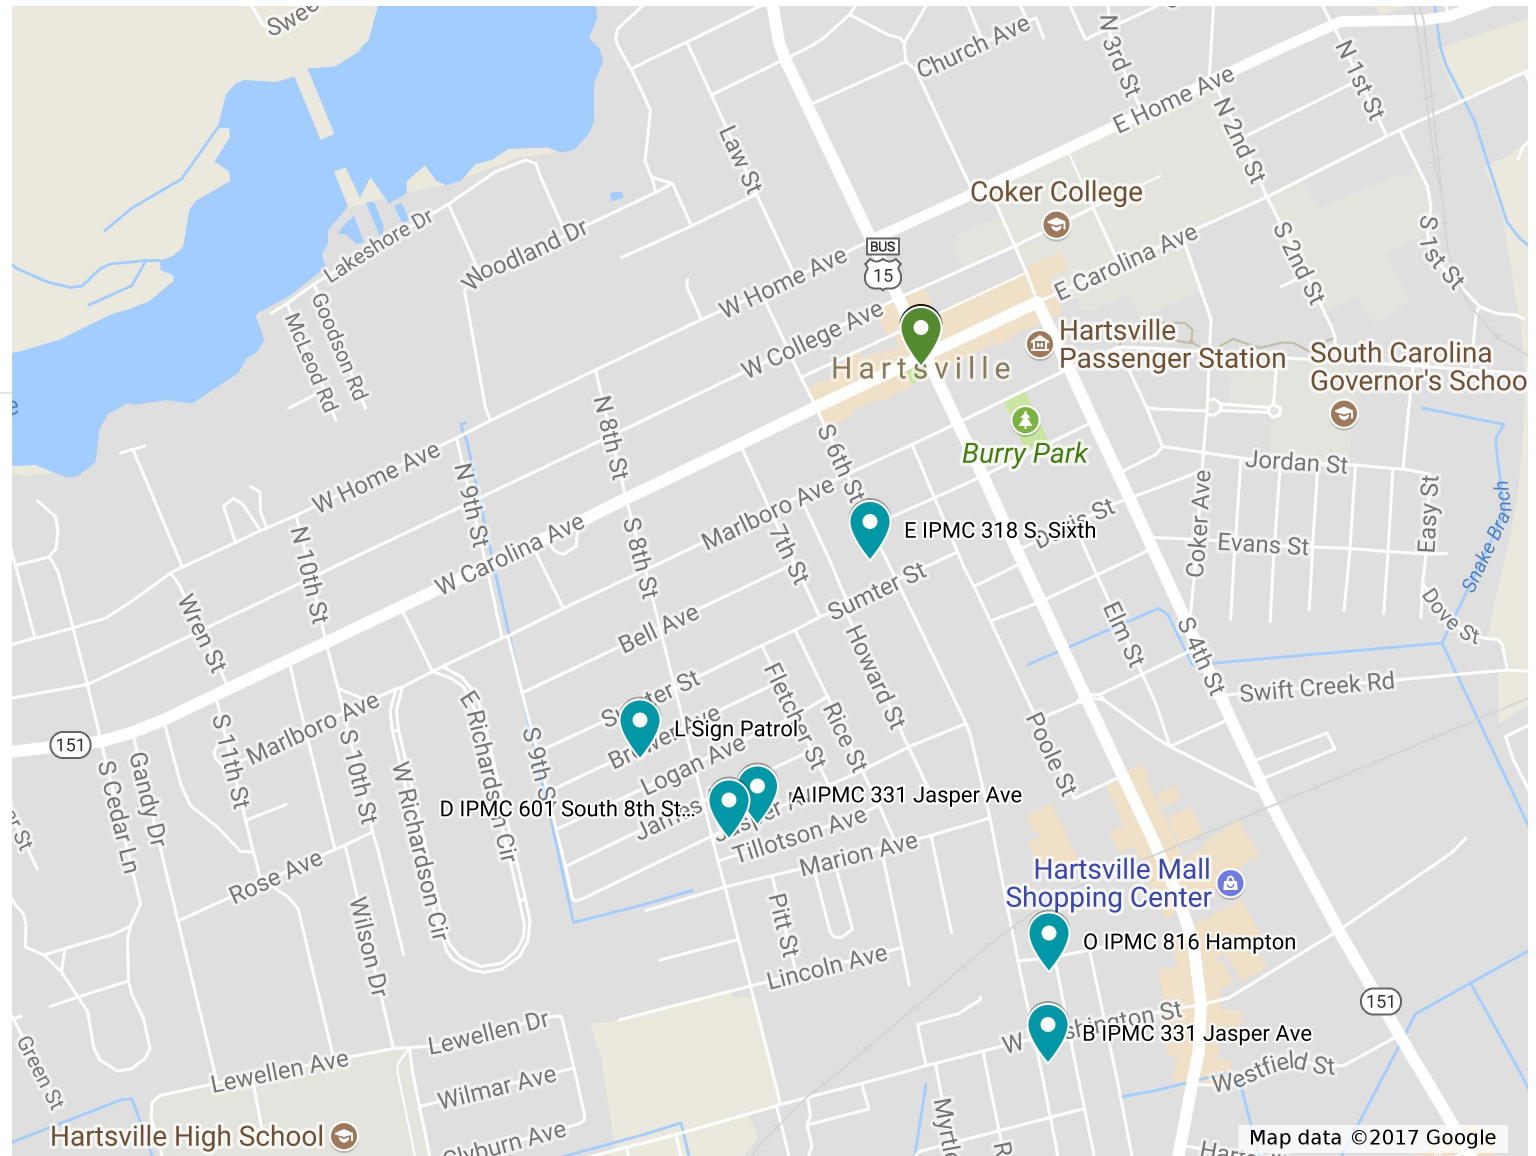 Swee
Church Ave
N 3rd St
N 1st St
E Home Ave
N 2nd St
Law St
Coker College
Lakeshore Dr
Woodland Dr
BUS
15
S 1st St
S 2nd St
E Carolina Ave
W Home Ave
W College Ave
Goodson Rd
McLeod Rd
Hartsville
Passenger Station
South Carolina
Governor's Schoo
Hartsville
N 8th St
S 6th St
Burry Park
W Home Ave
N 9th St
Jordan St
Coker Ave
Easy St
Snake Branch
Marlboro Ave
N 10th St
W Carolina Ave
S 8th St
7th St
E IPMC 318 S. Sixth
Evans St
Sumter St
Wren St
Bell Ave
Howard St
Elm St
S 4th St
Dove St
Swift Creek Rd
Marlboro Ave
E Richardson Cir
Fletcher St
Rice St
L Sign Patrol
Logan Ave
151
S Cedar Ln
Gandy Dr
S 11th St
S 10th St
W Richardson Cir
S 9th St
Poole St
D IPMC 601 South 8th St...
A IPMC 331 Jasper Ave
James
Tillotson Ave
Marion Ave
Rose Ave
Wilson Dr
Pitt St
Hartsville Mall
Shopping Center
O IPMC 816 Hampton
Lincoln Ave
151
B IPMC 331 Jasper Ave
Lewellen Dr
Lewellen Ave
Green St
Wilmar Ave
Westfield St
Myrtle
Hartsville High School
Clyburn Ave
Map data ©2017 Google